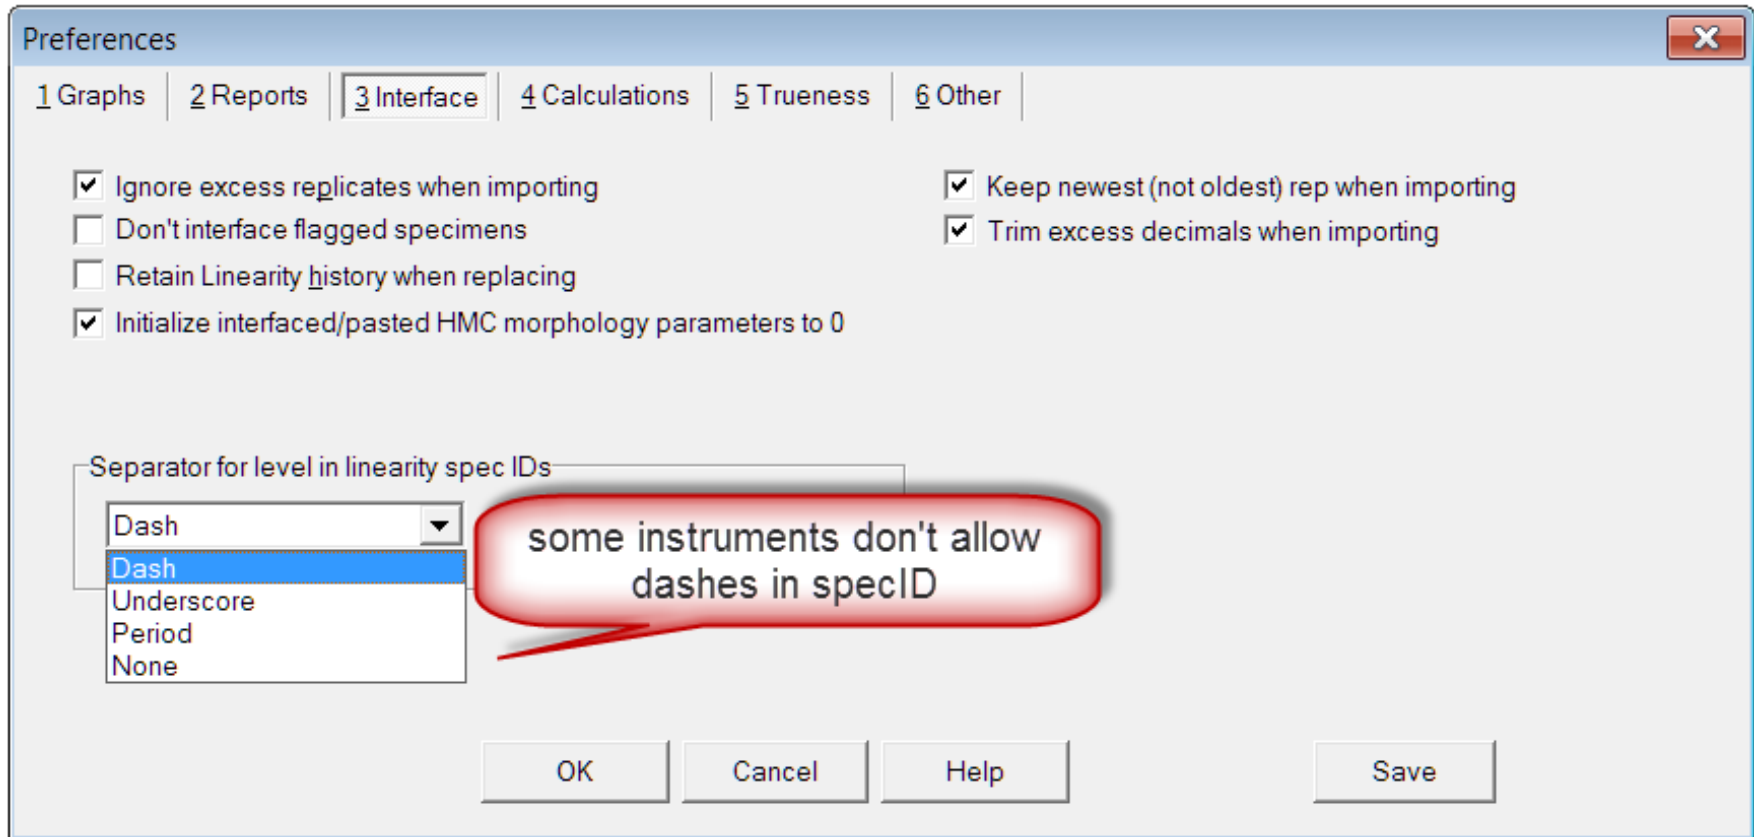 Preferences
1 Graphs 2 Reports 3 Interface 4 Calculations 5 Trueness 6 Other
Ignore excess replicates when importing
Keep newest (not oldest) rep when importing
Don't interface flagged specimens
Trim excess decimals when importing
Retain Linearity history when replacing
Initialize interfaced/pasted HMC morphology parameters to 0
Separator for level in linearity spec IDs
Dash
Dash
Underscore
Period
None
some instruments don't allow
dashes in specID
OK Cancel Help Save